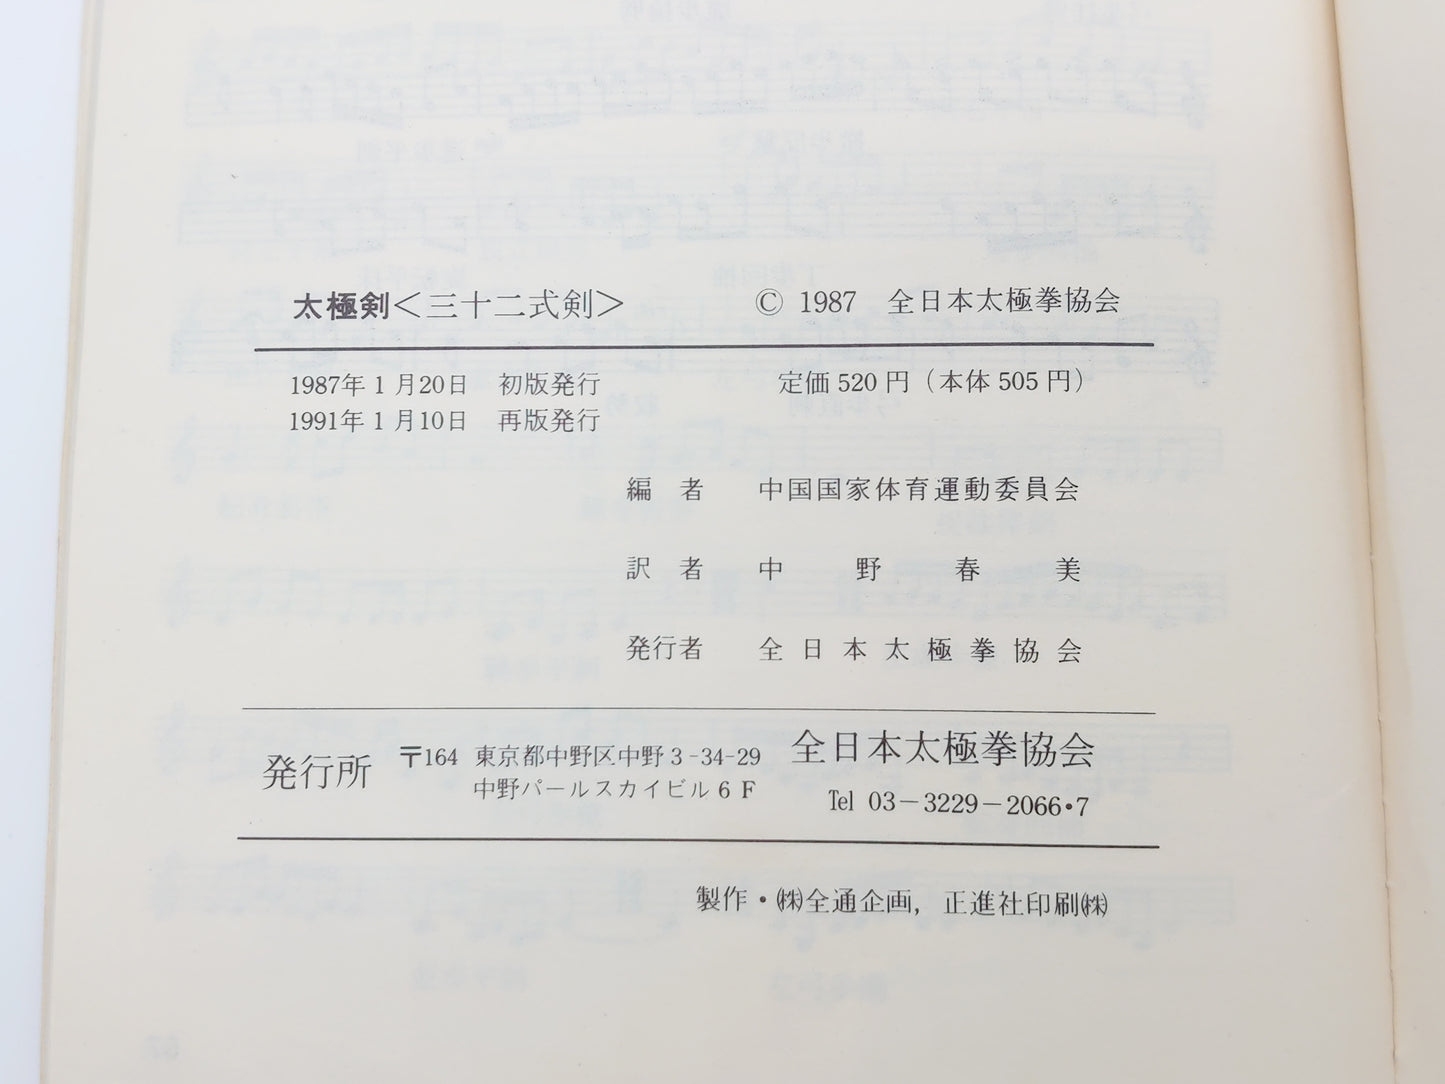 太極剣＜三十二式剣＞　© 1987　全日本太極拳協会
1987年1月20日　初版発行　定価 520 円（本体 505 円）
1991年1月10日　再版発行
編　者　中国国家体育運動委員会
訳　者　中野春美
発行者　全日本太極拳協会
発行所　〒164　東京都中野区中野3-34-29　全日本太極拳協会
中野パールスカイビル6F　Tel 03－3229－2066・7
製作・㈱全通企画，正進社印刷㈱